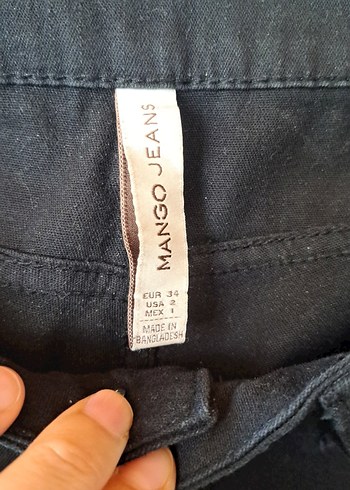 MANGO JEANS
EUR 34
USA 2
MEX 1
MADE IN
BANGLADESH